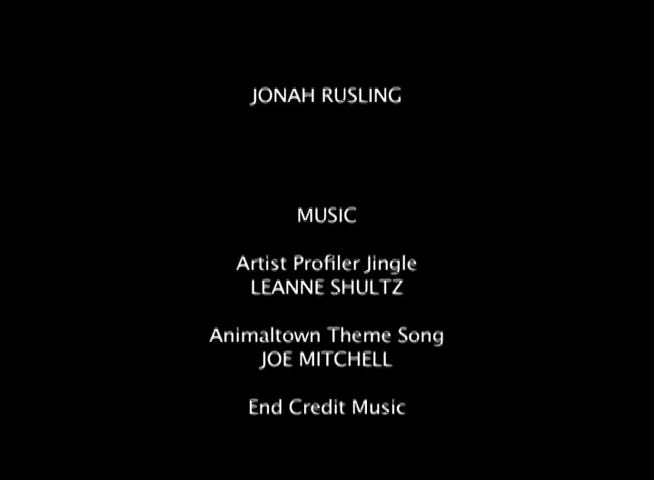 JONAH RUSLING
MUSIC
Artist Profiler Jingle
LEANNE SHULTZ
Animaltown Theme Song
JOE MITCHELL
End Credit Music